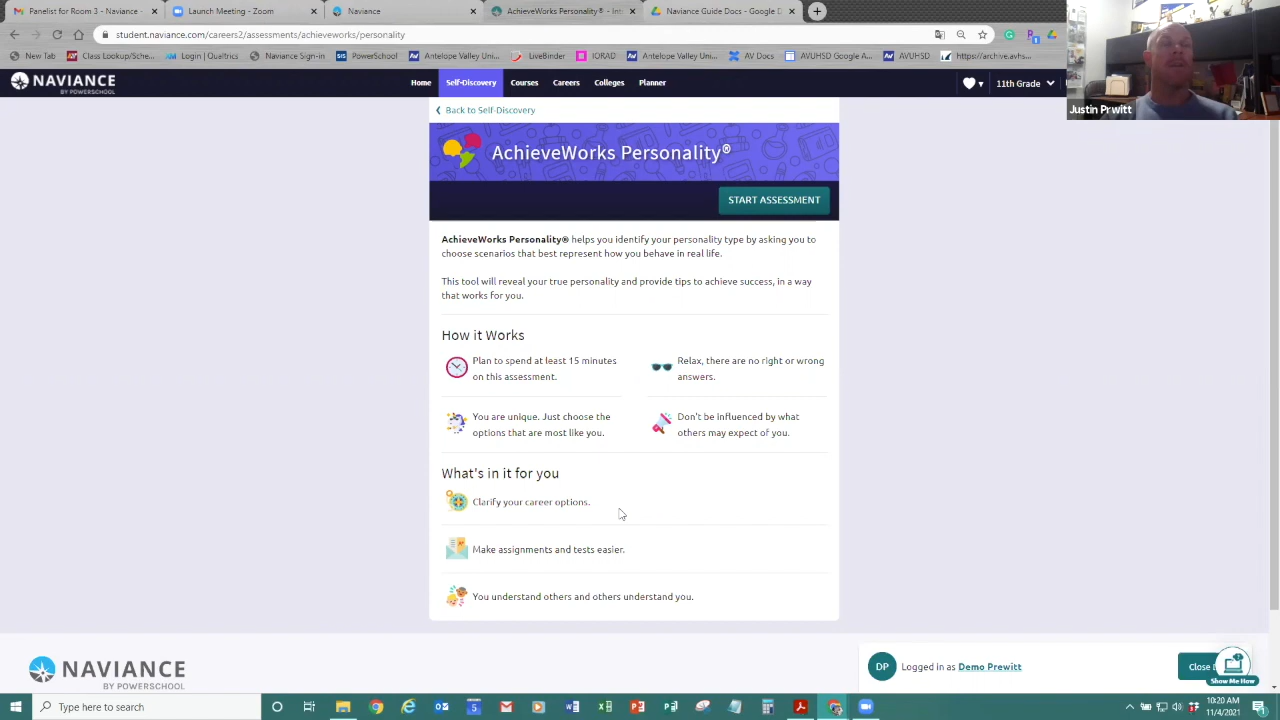 Panelist for Room 3 - Naviance -
Launch Meeting - Zoom
Naviance
AchieveWorks Personality® - Int
Naviance Guide Docs - Google D
student.naviance.com/careers2/assessments/achieveworks/personality
New Tab
Class Lookup/Sche...
Login | Qualtrics
Naviance Sign-in
SIS
PowerSchool
Antelope Valley Uni...
LiveBinder
IORAD
Antelope Valley Uni...
AV Docs
AVUHSD Google A...
AVUHSD
https://archive.avhs...
NAVIANCE
BY POWERSCHOOL
Home
Self-Discovery
Courses
Careers
Colleges
Planner
11th Grade
Justin Prwitt
Back to Self-Discovery
AchieveWorks Personality®
START ASSESSMENT
AchieveWorks Personality® helps you identify your personality type by asking you to
choose scenarios that best represent how you behave in real life.
This tool will reveal your true personality and provide tips to achieve success, in a way
that works for you.
How it Works
Plan to spend at least 15 minutes
on this assessment.
Relax, there are no right or wrong
answers.
You are unique. Just choose the
options that are most like you.
Don't be influenced by what
others may expect of you.
What's in it for you
Clarify your career options.
Make assignments and tests easier.
You understand others and others understand you.
NAVIANCE
BY POWERSCHOOL
DP
Logged in as Demo Prewitt
Close
Show Me How
Type here to search
10:20 AM
11/4/2021